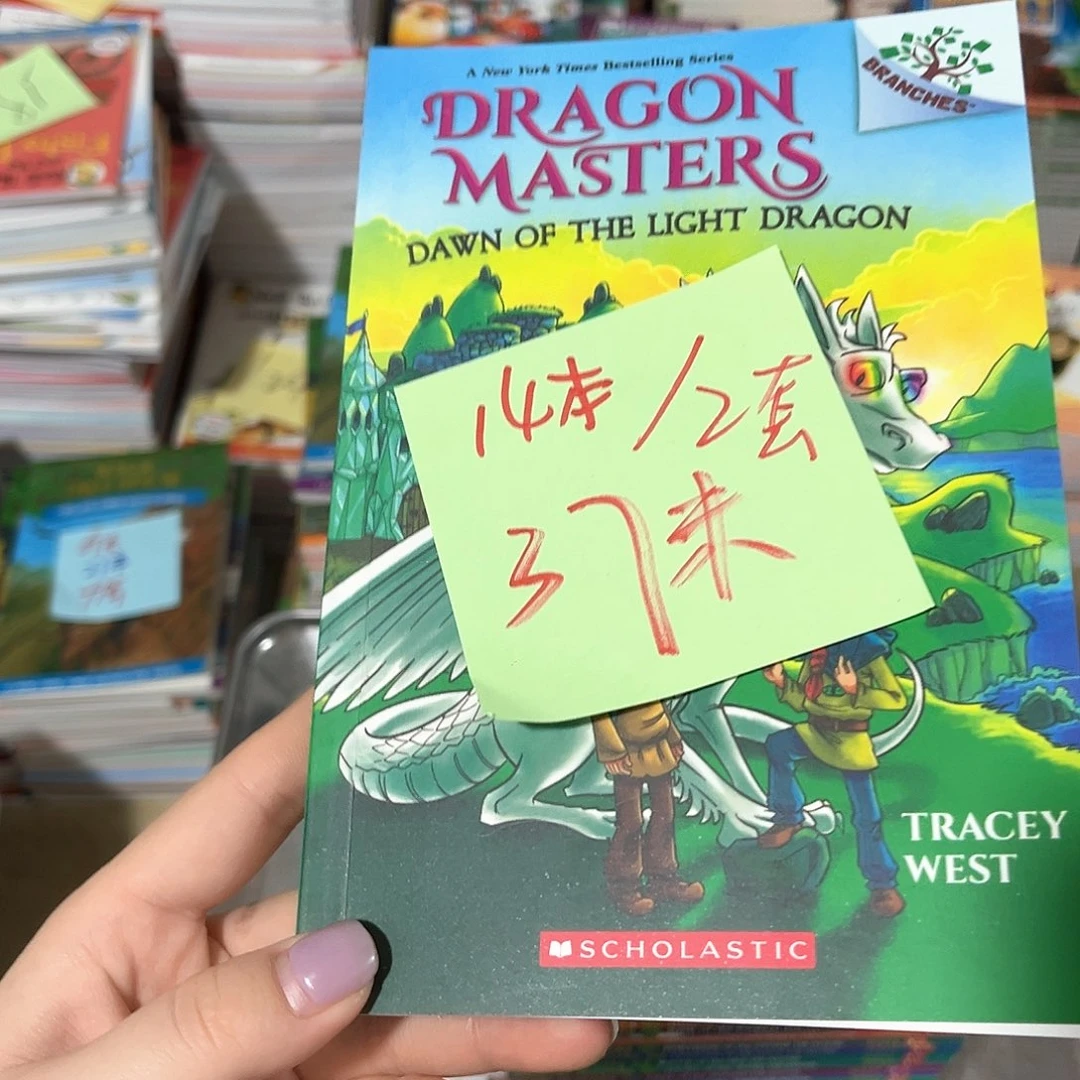 A New York Times Bestselling Series
DRAGON
MASTERS
BRANCHES
DAWN OF THE LIGHT DRAGON
14本/2套
37未
TRACEY
WEST
SCHOLASTIC